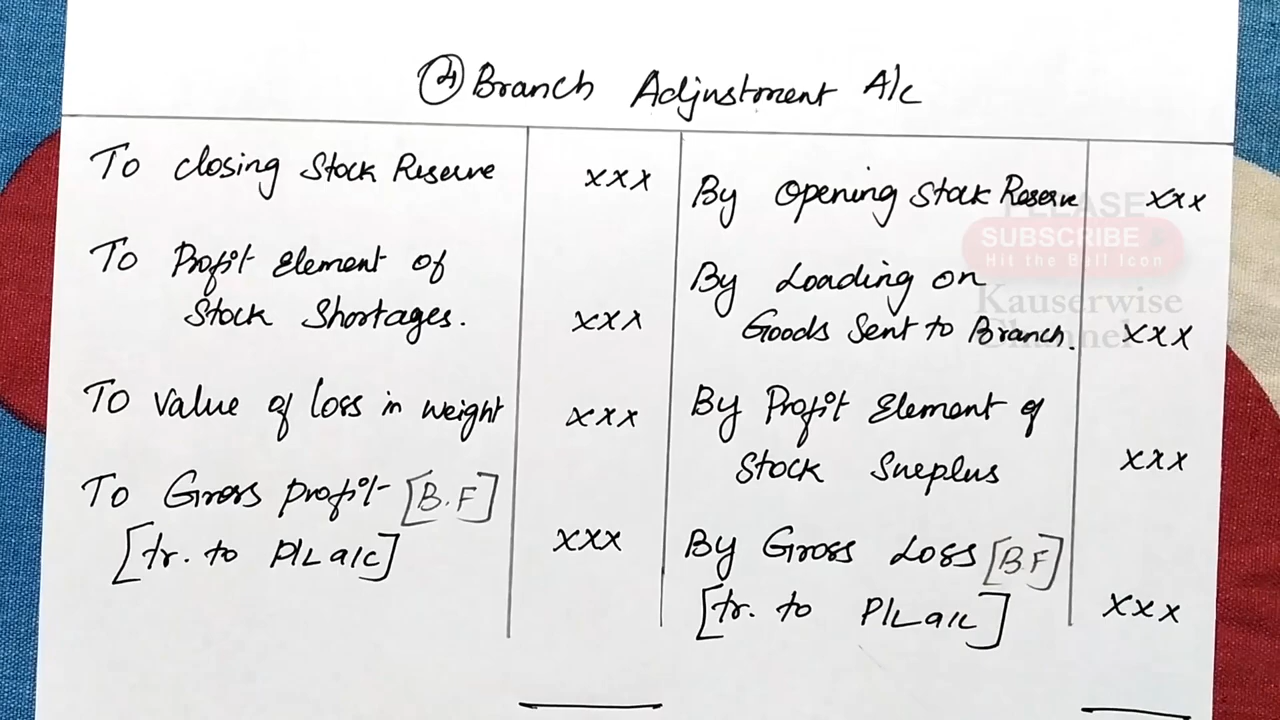 ④ Branch Adjustment A/c
To closing Stock Reserve xxx
To Profit Element of
Stock Shortages. xxx
To value of loss in weight xxx
To Gross profit [B.F]
[tr. to P/L a/c] xxx
By Opening Stock Reserve xxx
By Loading on
Goods Sent to Branch. xxx
By Profit Element of
Stock Surplus xxx
By Gross Loss [B.F]
[tr. to P/L a/c] xxx
PLEASE
SUBSCRIBE
Hit the Bell Icon
Kauserwise
Channel